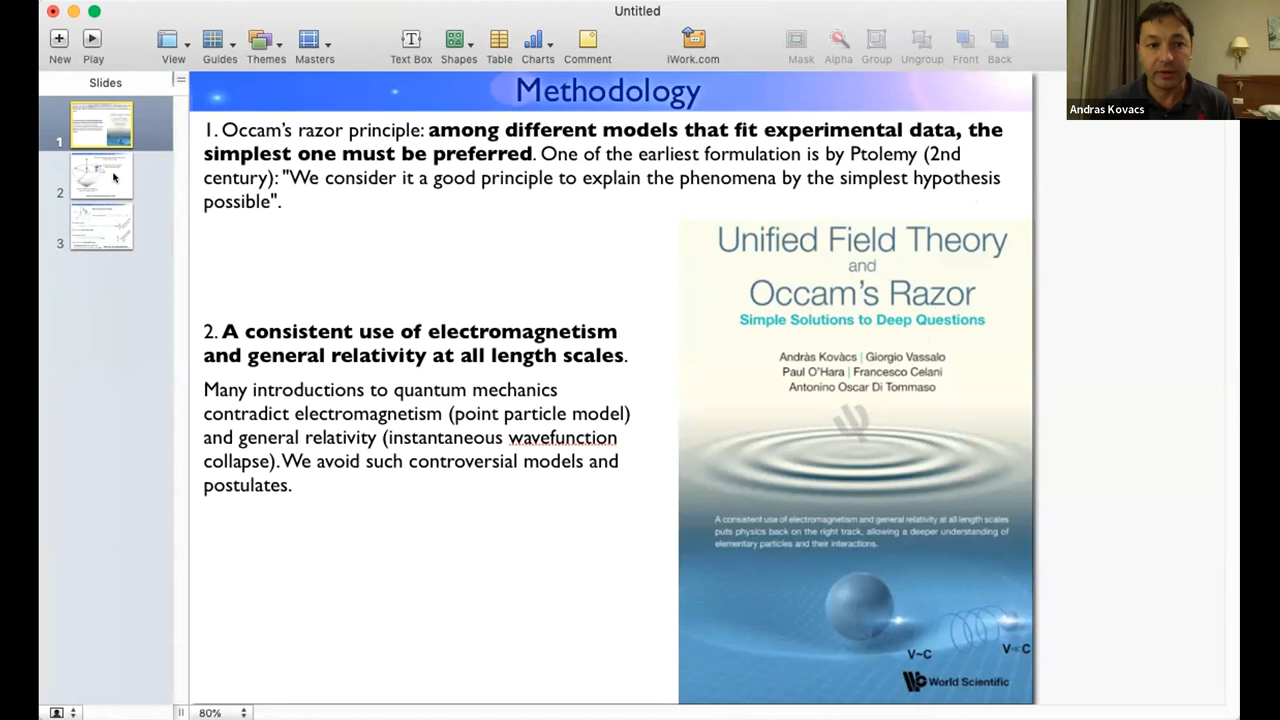 Untitled
New
Play
View
Guides
Themes
Masters
Text Box
Shapes
Table
Charts
Comment
iWork.com
Mask
Alpha
Group
Ungroup
Front
Back
Andras Kovacs
Slides
1
2
3
Methodology
1. Occam's razor principle: among different models that fit experimental data, the
simplest one must be preferred. One of the earliest formulation is by Ptolemy (2nd
century): "We consider it a good principle to explain the phenomena by the simplest hypothesis
possible".
2. A consistent use of electromagnetism
and general relativity at all length scales.
Many introductions to quantum mechanics
contradict electromagnetism (point particle model)
and general relativity (instantaneous wavefunction
collapse). We avoid such controversial models and
postulates.
Unified Field Theory
and
Occam's Razor
Simple Solutions to Deep Questions
Andràs Kovàcs | Giorgio Vassalo
Paul O'Hara | Francesco Celani
Antonino Oscar Di Tommaso
ψ
A consistent use of electromagnetism and general relativity at all length scales
puts physics back on the right track, allowing a deeper understanding of
elementary particles and their interactions.
V~C
V<C
World Scientific
80%